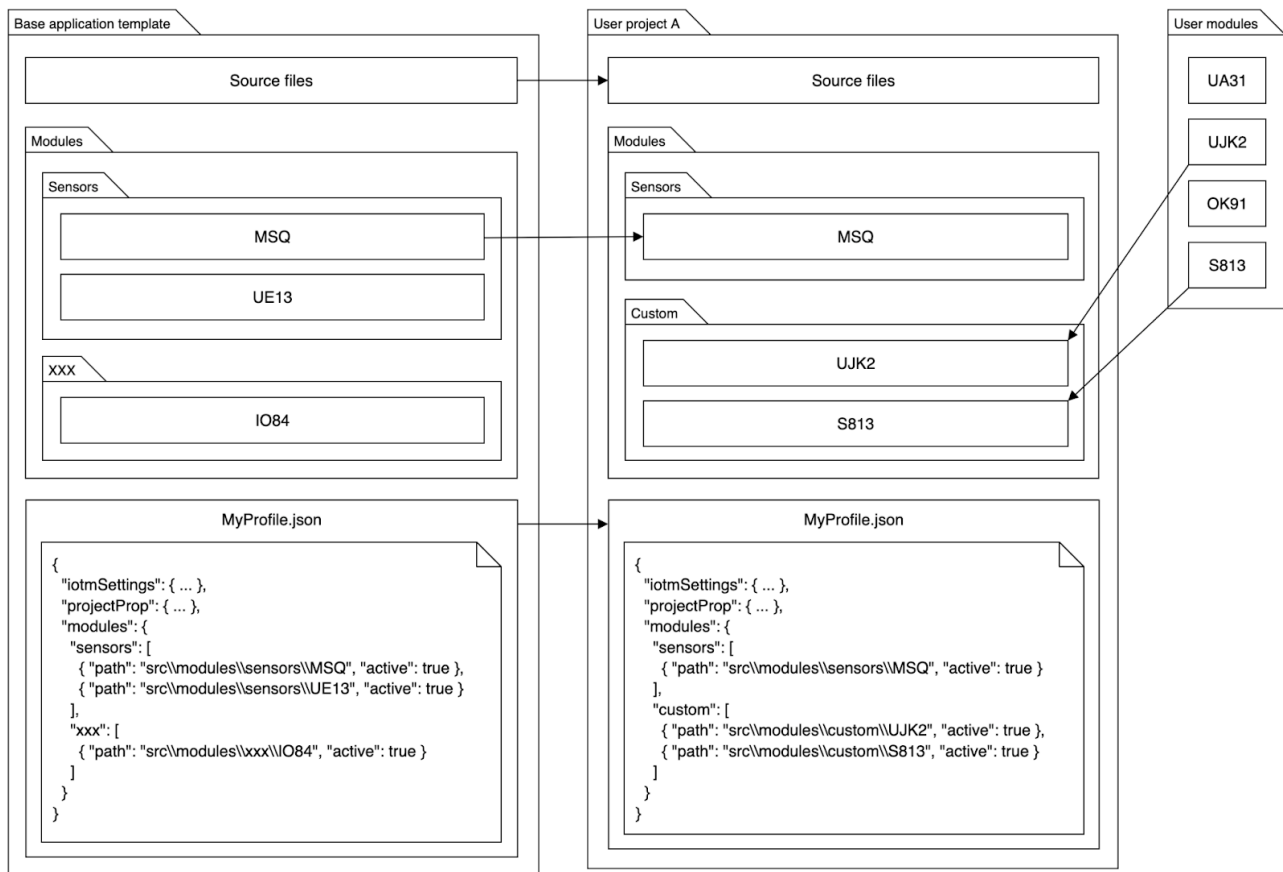 Base application template
Source files
Modules
Sensors
MSQ
UE13
xxx
IO84
MyProfile.json
{
"iotmSettings": { ... },
"projectProp": { ... },
"modules": {
"sensors": [
{ "path": "src\\modules\\sensors\\MSQ", "active": true },
{ "path": "src\\modules\\sensors\\UE13", "active": true }
],
"xxx": [
{ "path": "src\\modules\\xxx\\IO84", "active": true }
]
}
}
User project A
Source files
Modules
Sensors
MSQ
Custom
UJK2
S813
MyProfile.json
{
"iotmSettings": { ... },
"projectProp": { ... },
"modules": {
"sensors": [
{ "path": "src\\modules\\sensors\\MSQ", "active": true }
],
"custom": [
{ "path": "src\\modules\\custom\\UJK2", "active": true },
{ "path": "src\\modules\\custom\\S813", "active": true }
]
}
}
User modules
UA31
UJK2
OK91
S813